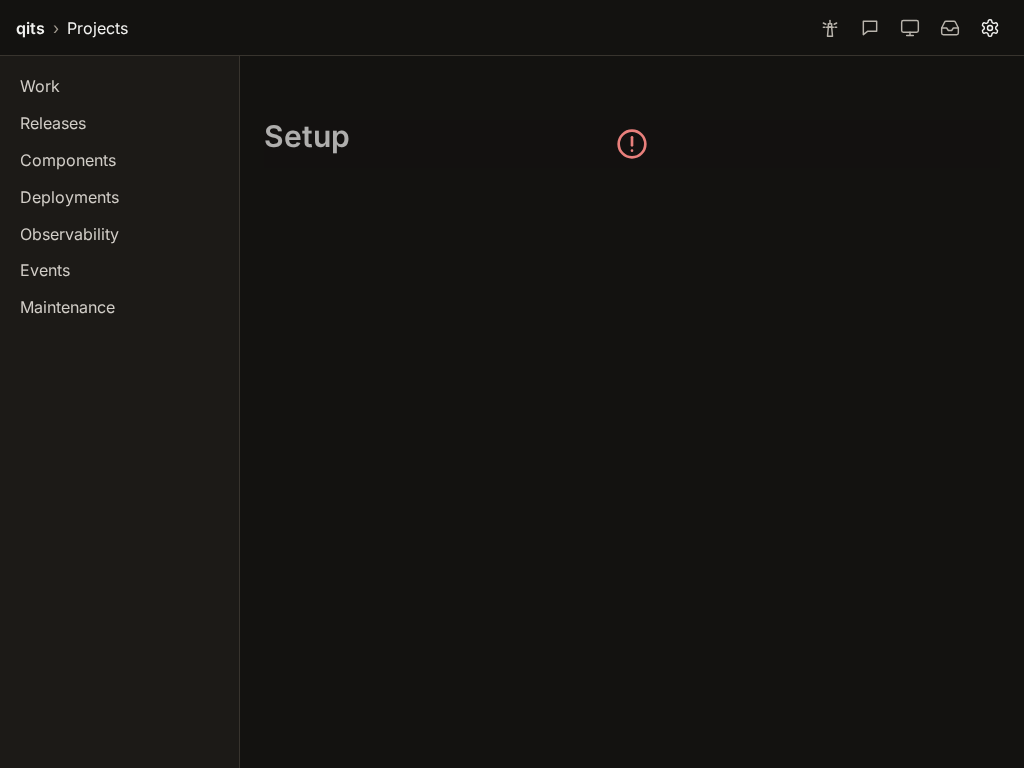 qits › Projects
Work
Releases
Components
Deployments
Observability
Events
Maintenance
Setup